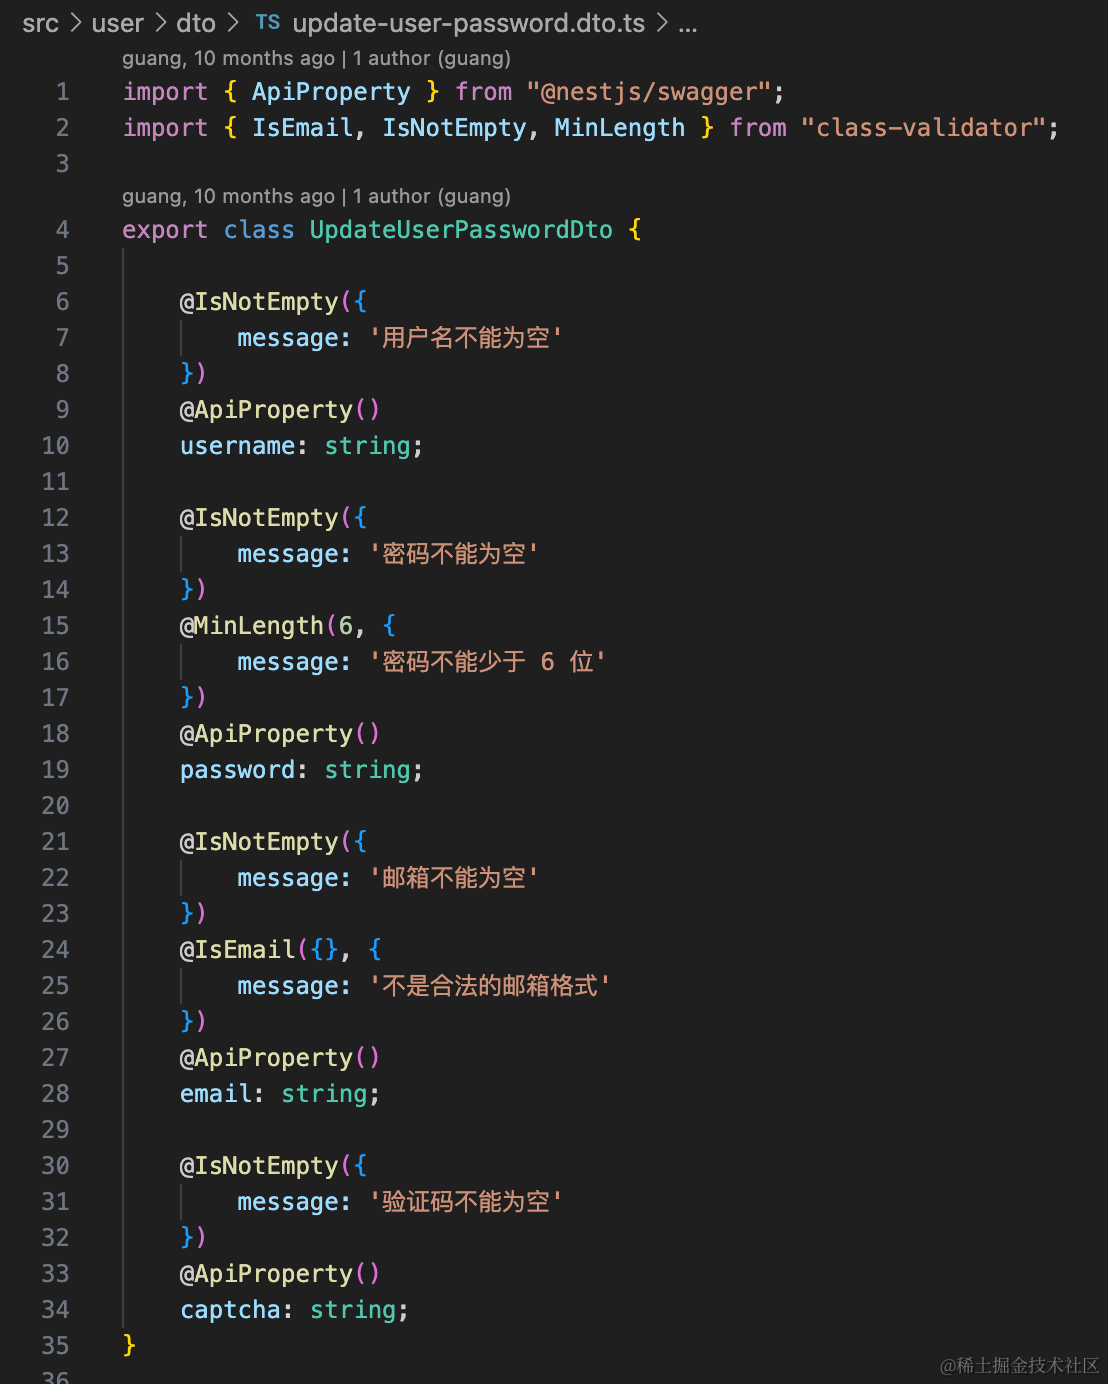 src > user > dto > TS update-user-password.dto.ts > ...
guang, 10 months ago | 1 author (guang)
1 import { ApiProperty } from "@nestjs/swagger";
2 import { IsEmail, IsNotEmpty, MinLength } from "class-validator";
3
guang, 10 months ago | 1 author (guang)
4 export class UpdateUserPasswordDto {
5
6 @IsNotEmpty({
7 message: '用户名不能为空'
8 })
9 @ApiProperty()
10 username: string;
11
12 @IsNotEmpty({
13 message: '密码不能为空'
14 })
15 @MinLength(6, {
16 message: '密码不能少于 6 位'
17 })
18 @ApiProperty()
19 password: string;
20
21 @IsNotEmpty({
22 message: '邮箱不能为空'
23 })
24 @IsEmail({}, {
25 message: '不是合法的邮箱格式'
26 })
27 @ApiProperty()
28 email: string;
29
30 @IsNotEmpty({
31 message: '验证码不能为空'
32 })
33 @ApiProperty()
34 captcha: string;
35 }
36
@稀土掘金技术社区